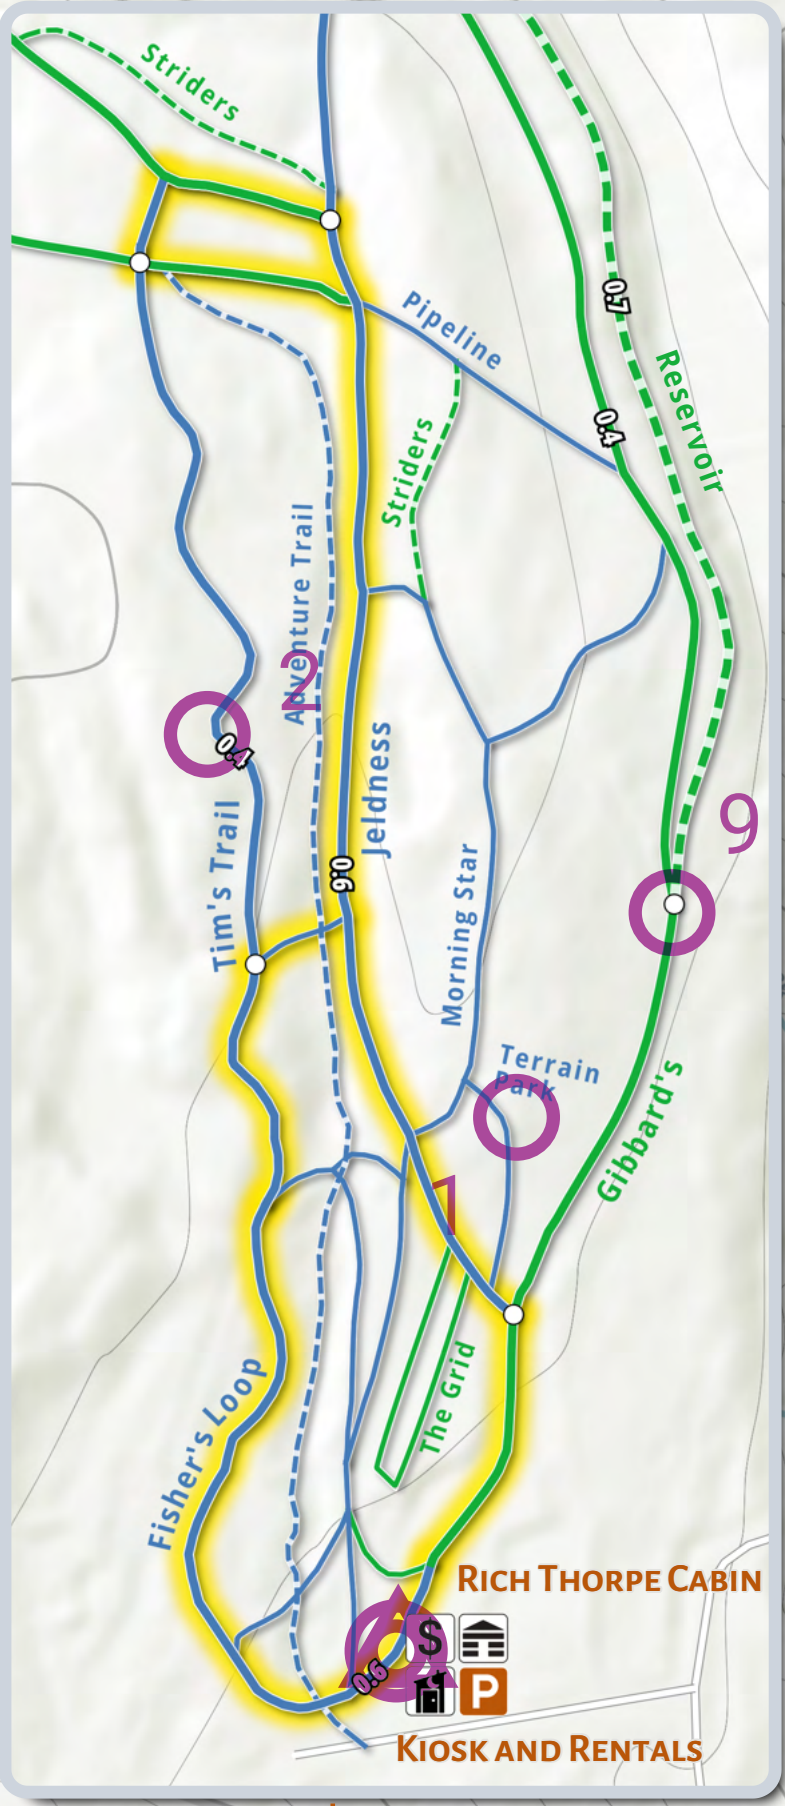 Striders
Pipeline
0.7
Reservoir
0.4
Striders
Adventure Trail
2
0.4
Jeldness
9
Tim's Trail
0.6
Morning Star
Terrain
Park
Gibbard's
1
The Grid
Fisher's Loop
RICH THORPE CABIN
$
0.6
P
KIOSK AND RENTALS